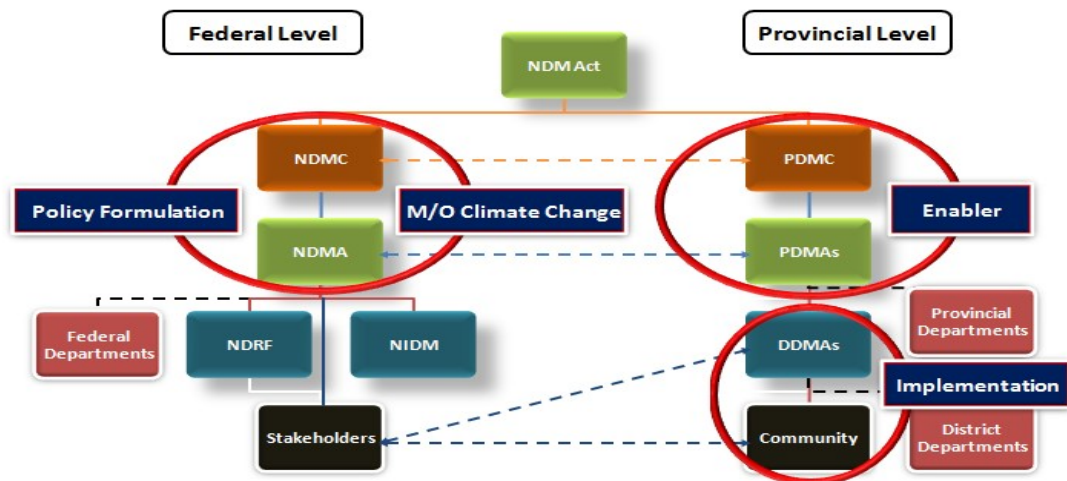 Federal Level
Provincial Level
NDM Act
NDMC
PDMC
Policy Formulation
M/O Climate Change
Enabler
NDMA
PDMAs
Federal
Departments
NDRF
NIDM
DDMAs
Provincial
Departments
Implementation
Stakeholders
Community
District
Departments